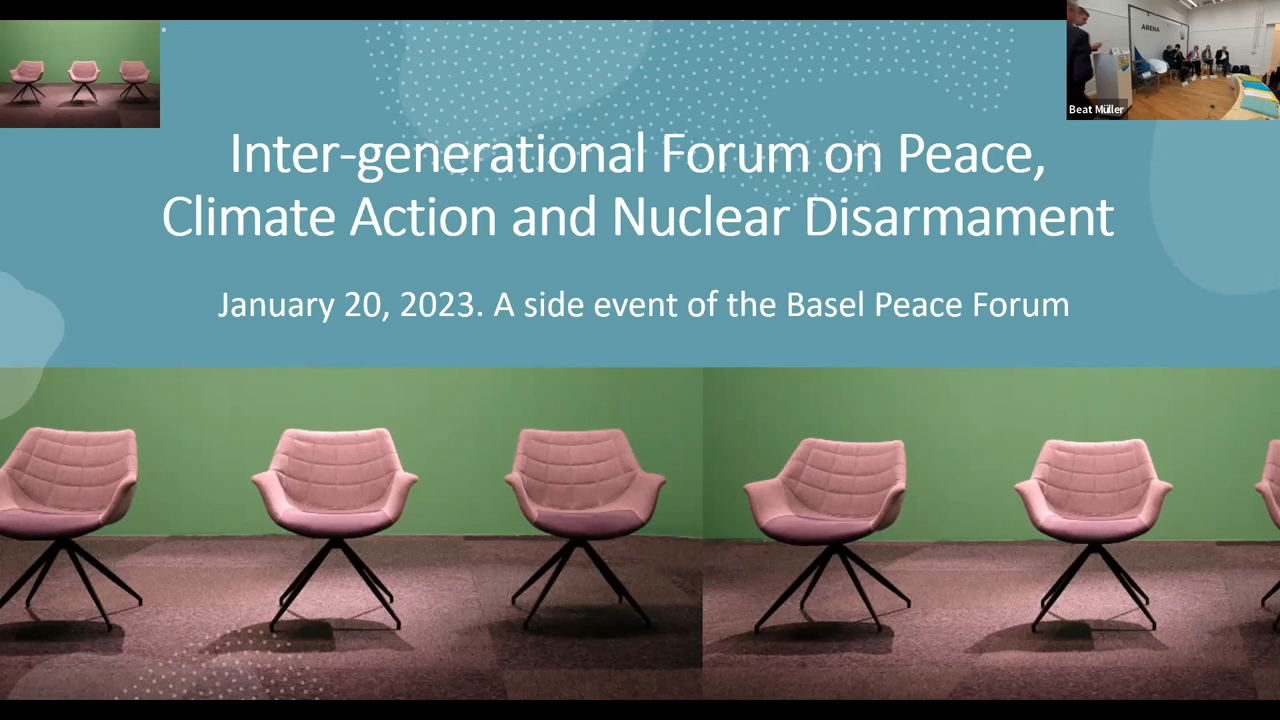 ARENA
Beat Müller
Inter-generational Forum on Peace,
Climate Action and Nuclear Disarmament
January 20, 2023. A side event of the Basel Peace Forum